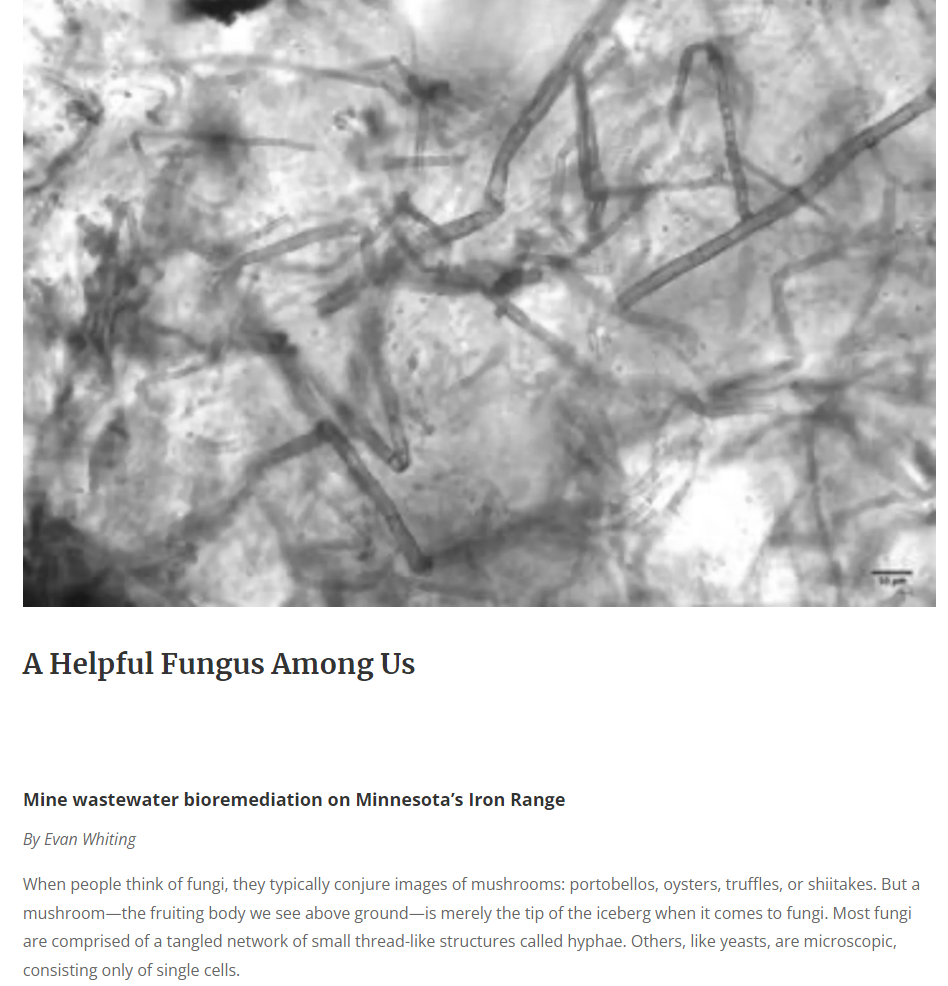 10 µm
A Helpful Fungus Among Us
Mine wastewater bioremediation on Minnesota’s Iron Range
By Evan Whiting
When people think of fungi, they typically conjure images of mushrooms: portobellos, oysters, truffles, or shiitakes. But a
mushroom—the fruiting body we see above ground—is merely the tip of the iceberg when it comes to fungi. Most fungi
are comprised of a tangled network of small thread-like structures called hyphae. Others, like yeasts, are microscopic,
consisting only of single cells.